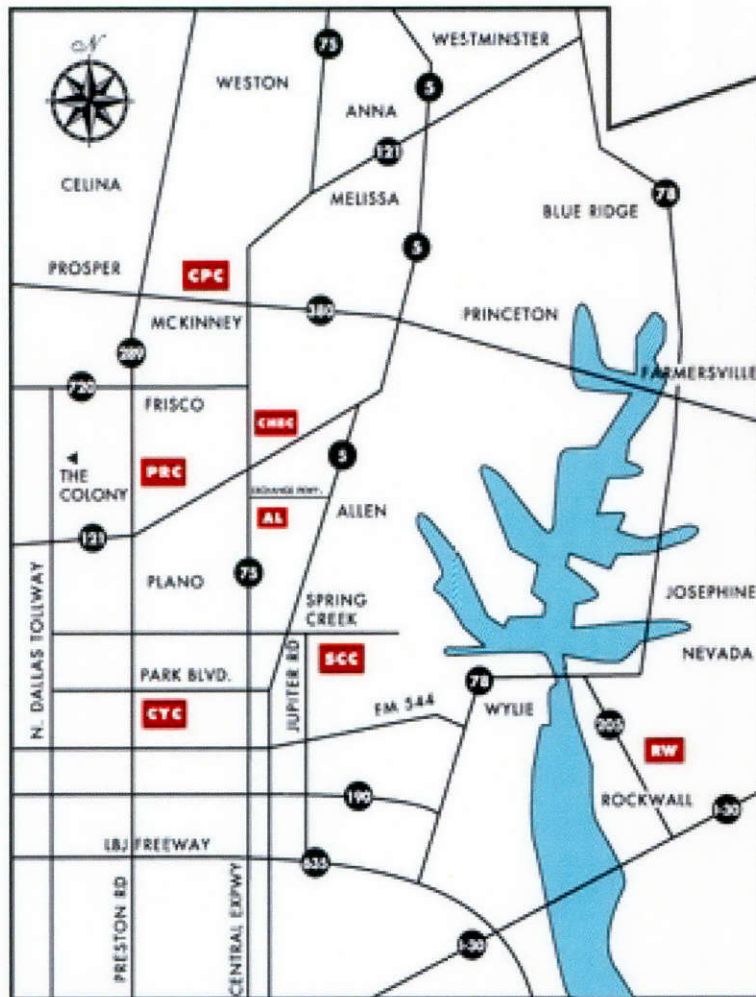 N
75
WESTMINSTER
WESTON
5
ANNA
121
CELINA
MELISSA
78
BLUE RIDGE
5
PROSPER
CPC
380
PRINCETON
MCKINNEY
289
FARMERSVILLE
720
FRISCO
CHEC
THE
COLONY
PRC
5
EXCHANGE PKWY.
AL
ALLEN
121
75
PLANO
JOSEPHINE
SPRING
CREEK
NEVADA
SCC
PARK BLVD.
78
CYC
FM 544
WYLIE
205
RW
N. DALLAS TOLLWAY
JUPITER RD
190
ROCKWALL
I-30
LBJ FREEWAY
635
PRESTON RD
CENTRAL EXPWY
I-30